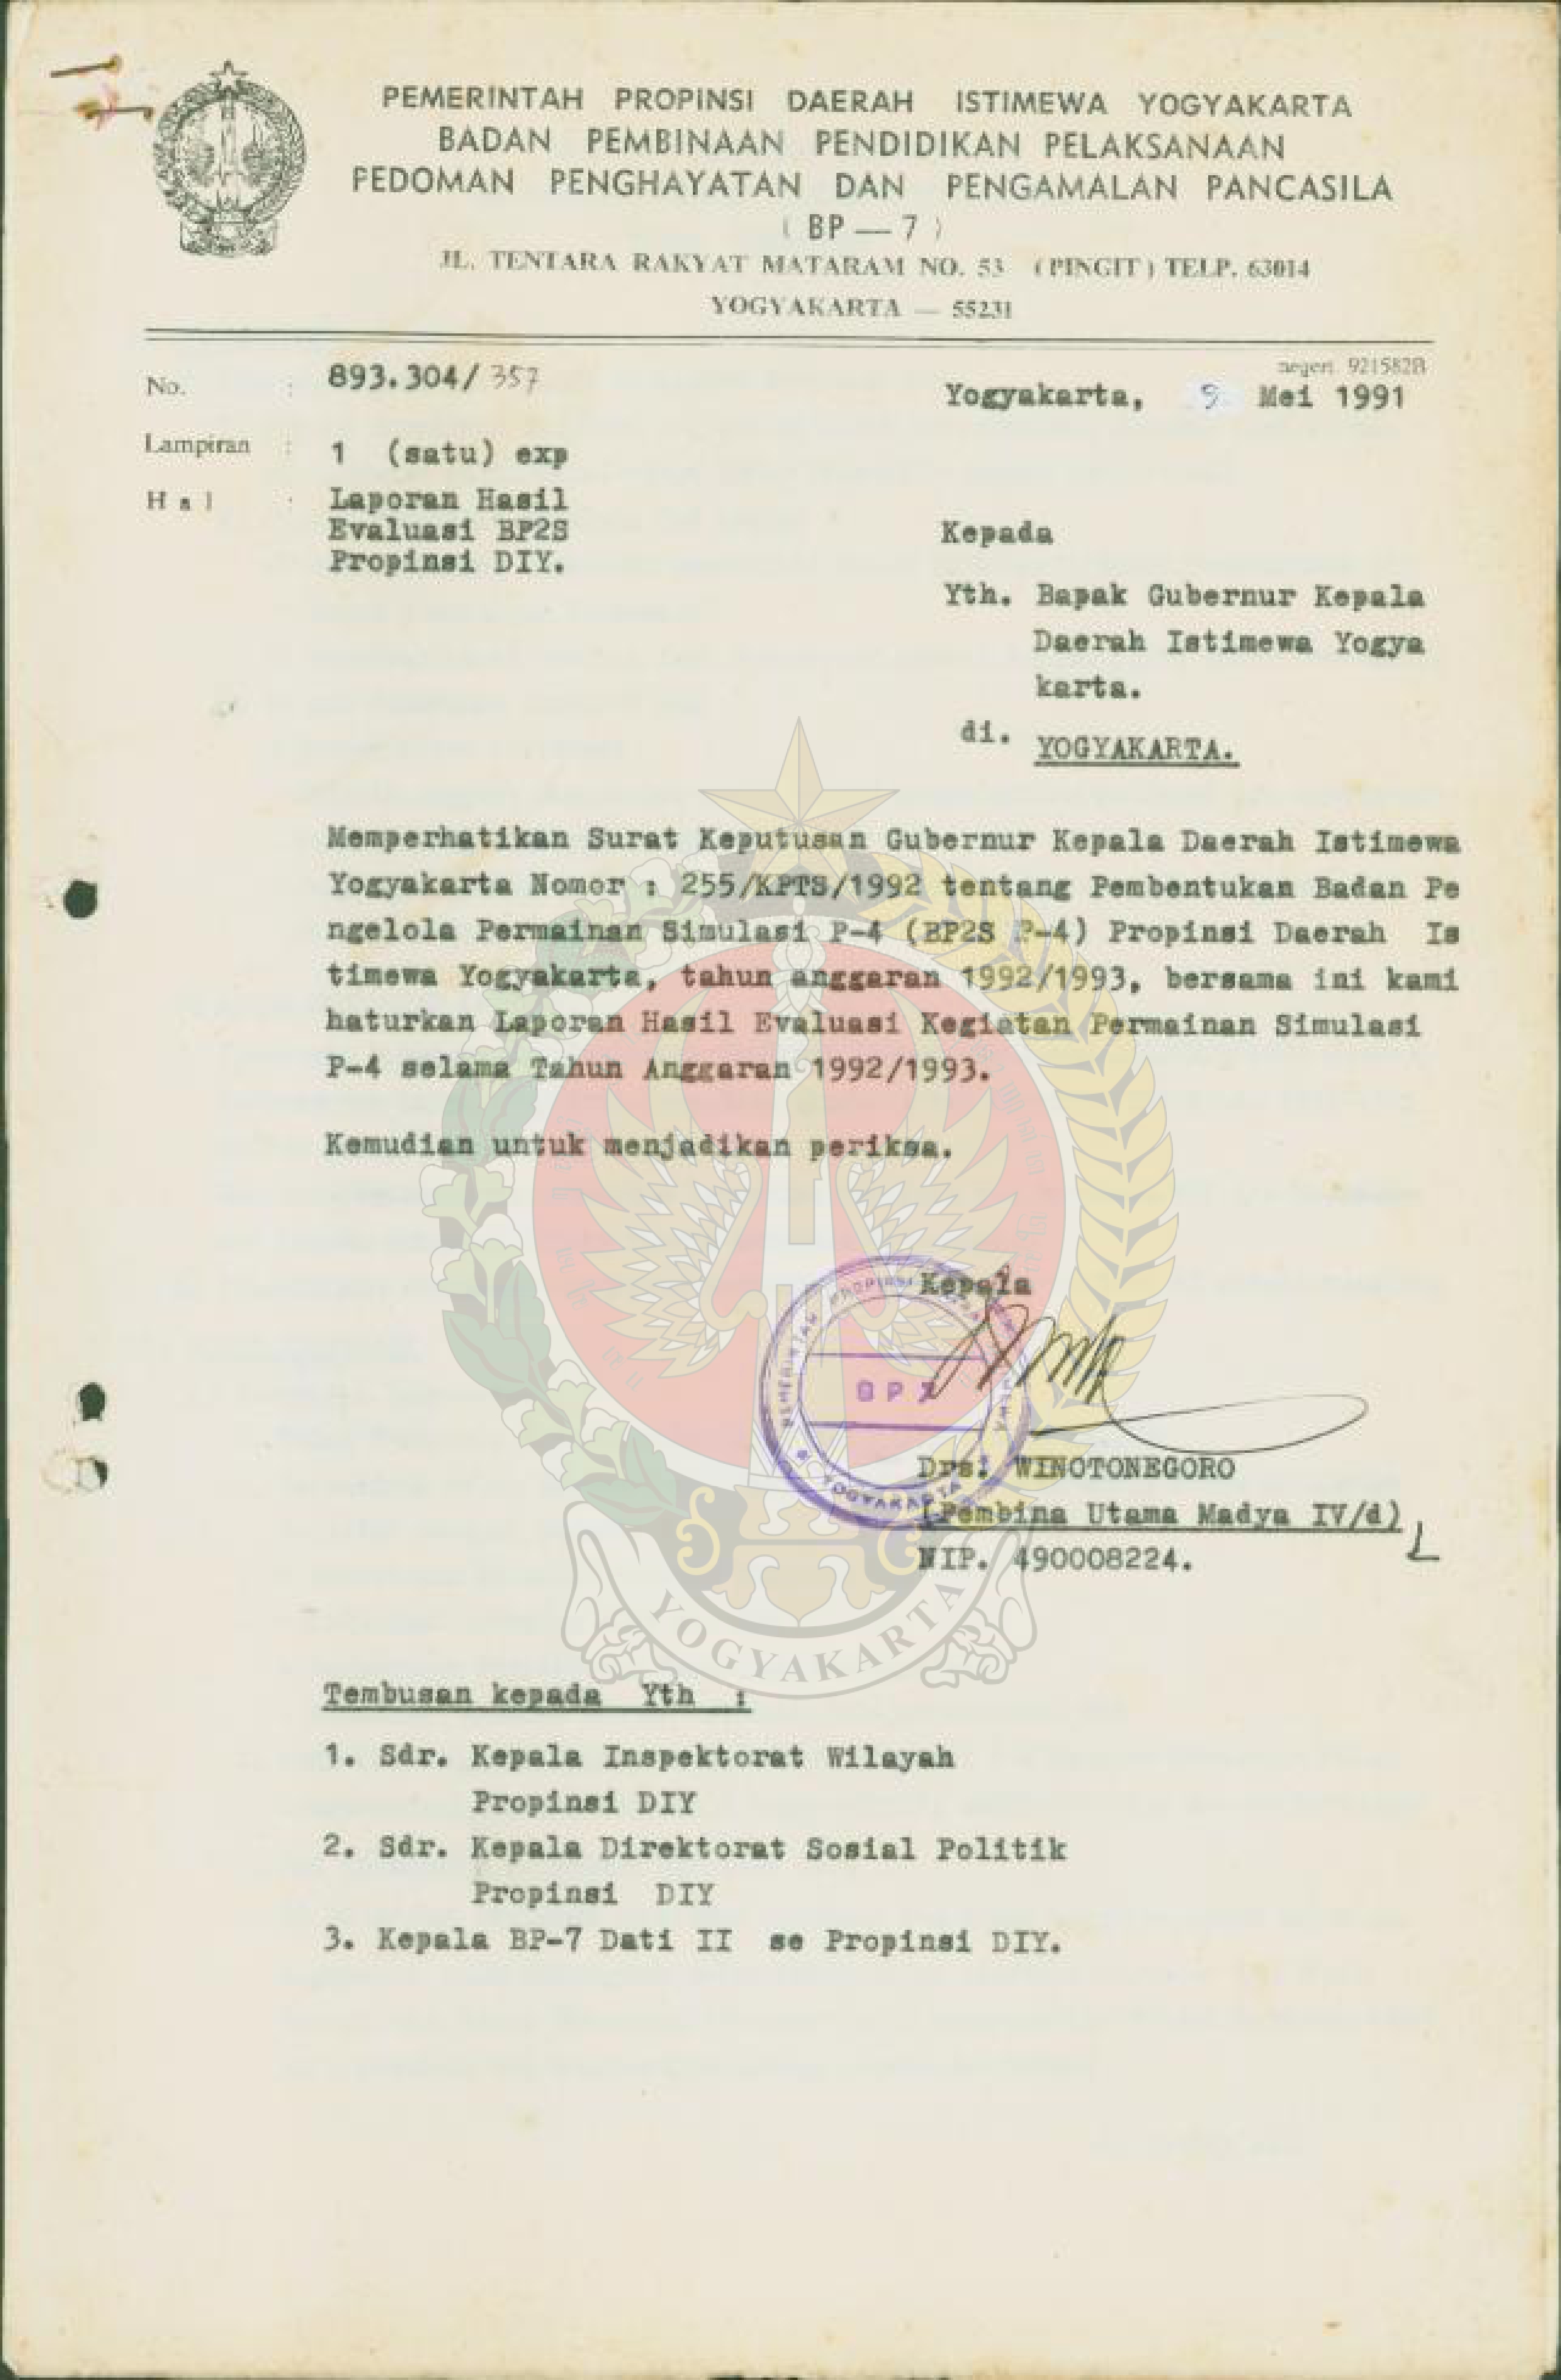 PEMERINTAH PROPINSI DAERAH ISTIMEWA YOGYAKARTA
BADAN PEMBINAAN PENDIDIKAN PELAKSANAAN
PEDOMAN PENGHAYATAN DAN PENGAMALAN PANCASILA
( BP — 7 )
JL. TENTARA RAKYAT MATARAM NO. 53 (PINGIT) TELP. 63014
YOGYAKARTA — 55231
negeri 921582B
No. : 893.304/357
Yogyakarta, 9 Mei 1991
Lampiran : 1 (satu) exp
H a l : Laporan Hasil
Evaluasi BP2S
Propinsi DIY.
Kepada
Yth. Bapak Gubernur Kepala
Daerah Istimewa Yogya
karta.
di. YOGYAKARTA.
Memperhatikan Surat Keputusan Gubernur Kepala Daerah Istimewa
Yogyakarta Nomor : 255/KPTS/1992 tentang Pembentukan Badan Pe
ngelola Permainan Simulasi P-4 (BP2S P-4) Propinsi Daerah Is
timewa Yogyakarta, tahun anggaran 1992/1993, bersama ini kami
haturkan Laporan Hasil Evaluasi Kegiatan Permainan Simulasi
P-4 selama Tahun Anggaran 1992/1993.
Kemudian untuk menjadikan periksa.
Kepala
PEMERINTAH PROPINSI
BP 7
YOGYAKARTA
Drs. WINOTONEGORO
(Pembina Utama Madya IV/d)
NIP. 490008224.
YOGYAKARTA
Tembusan kepada Yth :
1. Sdr. Kepala Inspektorat Wilayah
Propinsi DIY
2. Sdr. Kepala Direktorat Sosial Politik
Propinsi DIY
3. Kepala BP-7 Dati II se Propinsi DIY.